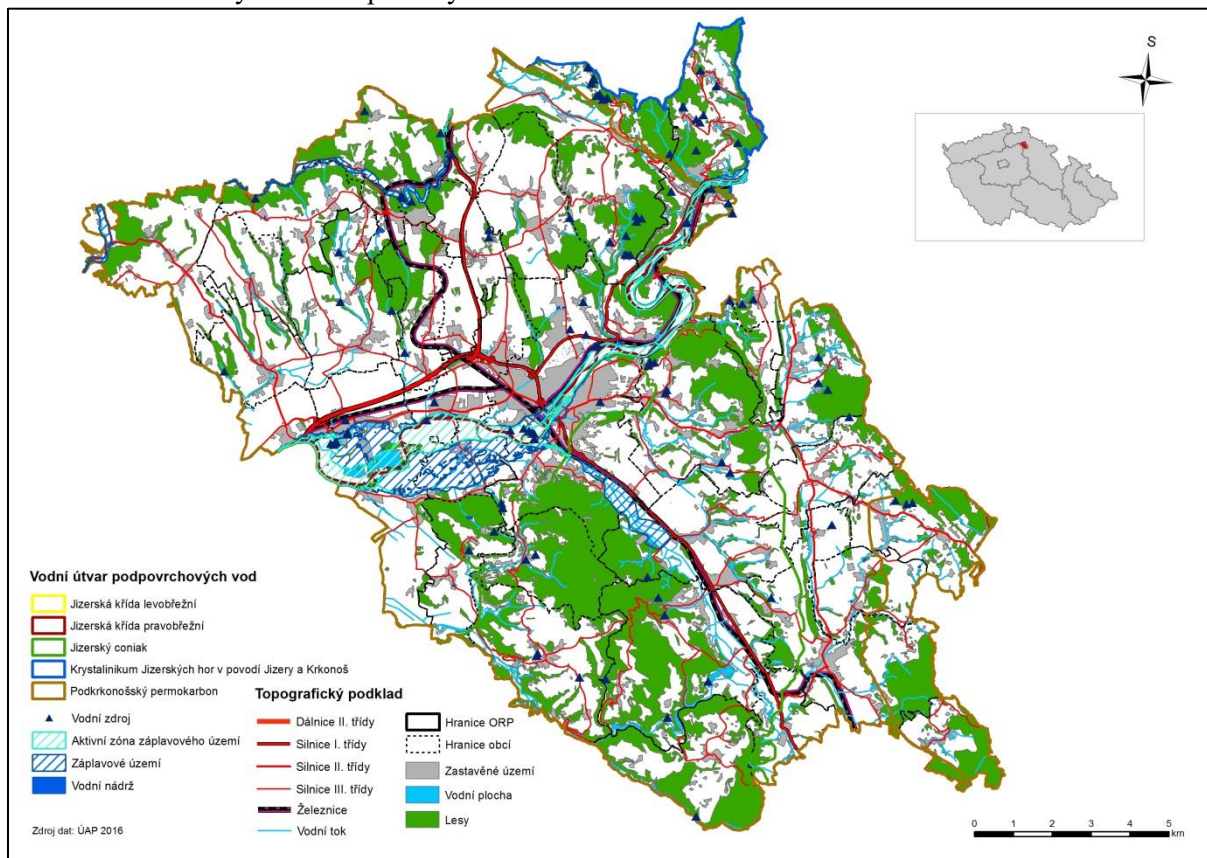 S
Vodní útvar podpovrchových vod
Jizerská křída levobřežní
Jizerská křída pravobřežní
Jizerský coniak
Krystalinikum Jizerských hor v povodí Jizery a Krkonoš
Podkrkonošský permokarbon
Vodní zdroj
Aktivní zóna záplavového území
Záplavové území
Vodní nádrž
Zdroj dat: ÚAP 2016
Topografický podklad
Dálnice II. třídy
Silnice I. třídy
Silnice II. třídy
Silnice III. třídy
Železnice
Vodní tok
Hranice ORP
Hranice obcí
Zastavěné území
Vodní plocha
Lesy
0 1 2 3 4 5
km